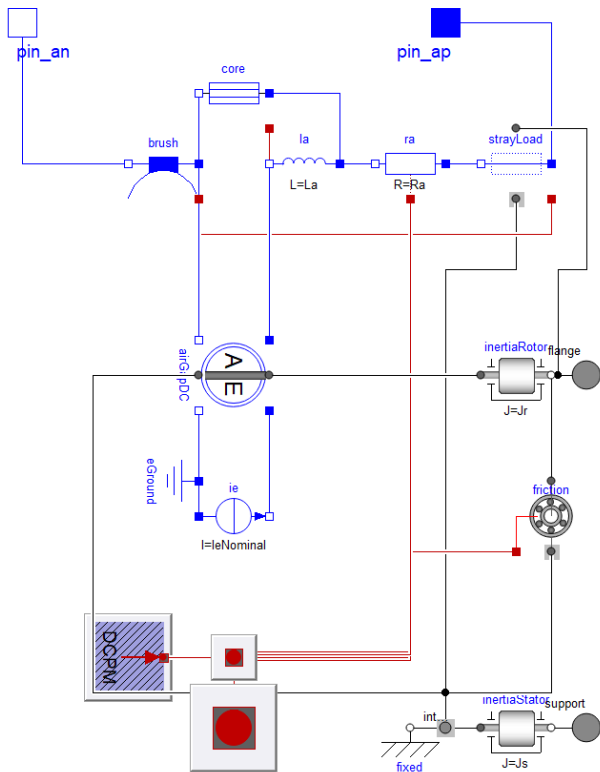 pin_an
pin_ap
core
brush
la
ra
strayLoad
L=La
R=Ra
airGapDC
A
E
inertiaRotor
flange
J=Jr
eGround
ie
I=IeNominal
friction
DCPM
int...
inertiaStator
support
fixed
J=Js